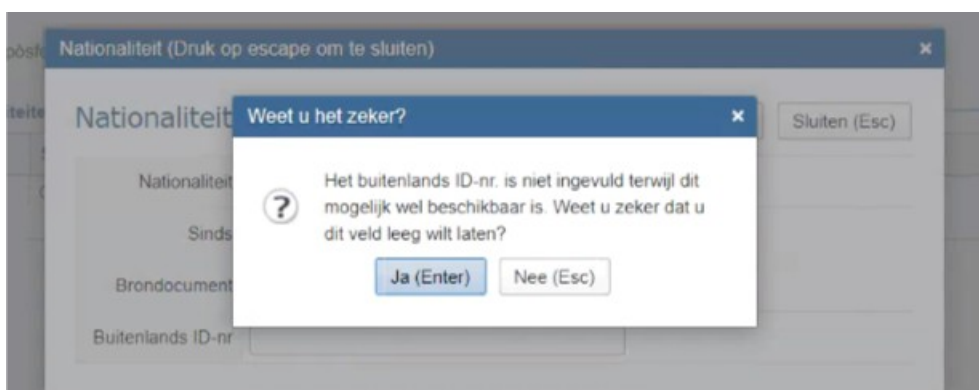 Nationaliteit (Druk op escape om te sluiten)
Nationaliteit
Weet u het zeker?
Sluiten (Esc)
Nationaliteit
Het buitenlands ID-nr. is niet ingevuld terwijl dit
mogelijk wel beschikbaar is. Weet u zeker dat u
dit veld leeg wilt laten?
Sinds
Ja (Enter)
Nee (Esc)
Brondocument
Buitenlands ID-nr